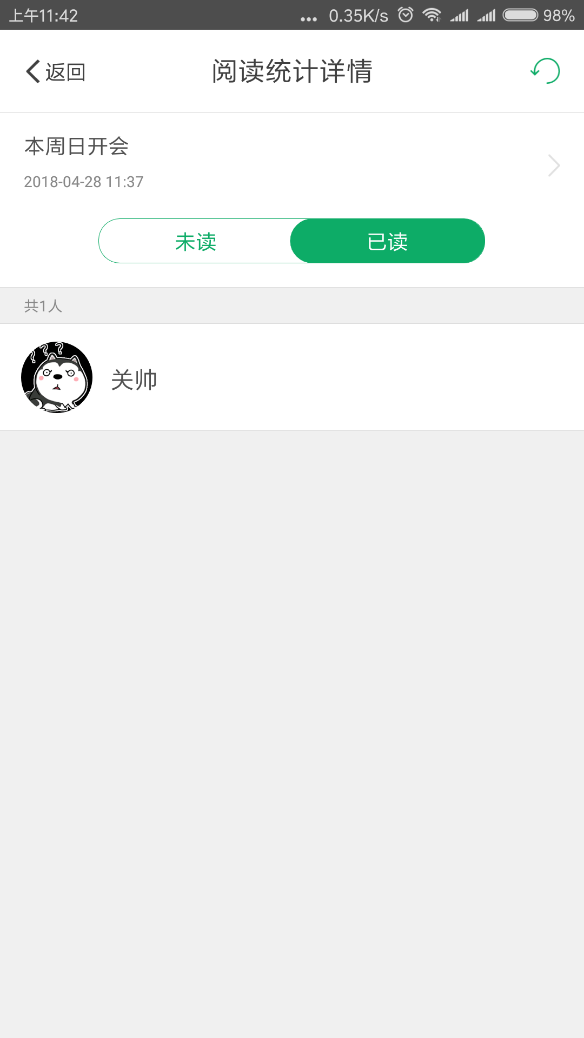 上午11:42 ... 0.35K/s 98%
返回 阅读统计详情
本周日开会
2018-04-28 11:37
未读 已读
共1人
???
关帅